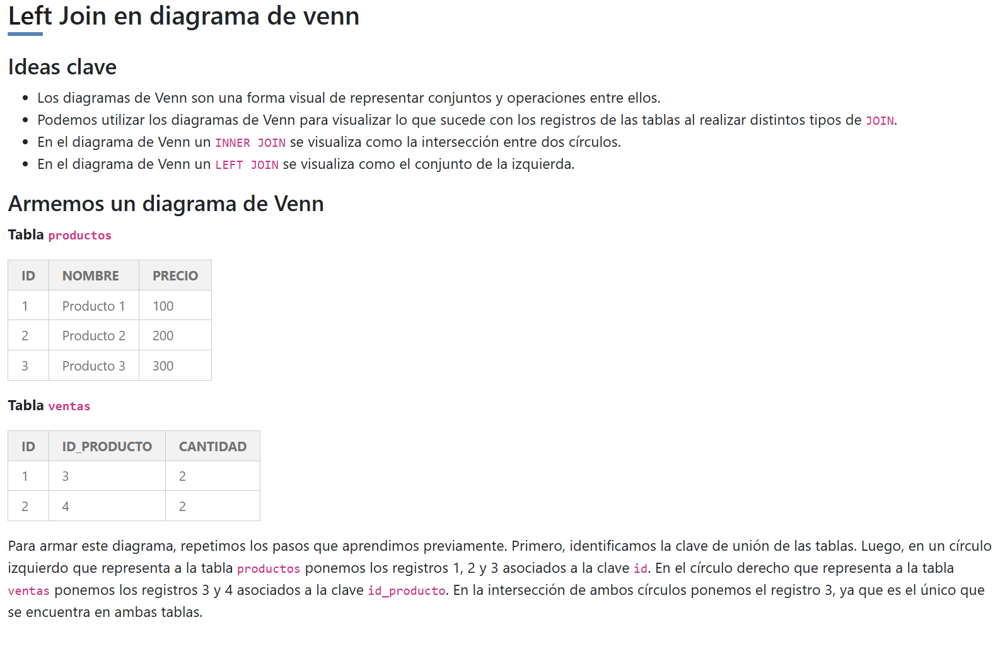 Left Join en diagrama de venn
Ideas clave
Los diagramas de Venn son una forma visual de representar conjuntos y operaciones entre ellos.
Podemos utilizar los diagramas de Venn para visualizar lo que sucede con los registros de las tablas al realizar distintos tipos de JOIN.
En el diagrama de Venn un INNER JOIN se visualiza como la intersección entre dos círculos.
En el diagrama de Venn un LEFT JOIN se visualiza como el conjunto de la izquierda.
Armemos un diagrama de Venn
Tabla productos
ID NOMBRE PRECIO
1 Producto 1 100
2 Producto 2 200
3 Producto 3 300
Tabla ventas
ID ID_PRODUCTO CANTIDAD
1 3 2
2 4 2
Para armar este diagrama, repetimos los pasos que aprendimos previamente. Primero, identificamos la clave de unión de las tablas. Luego, en un círculo
izquierdo que representa a la tabla productos ponemos los registros 1, 2 y 3 asociados a la clave id. En el círculo derecho que representa a la tabla
ventas ponemos los registros 3 y 4 asociados a la clave id_producto. En la intersección de ambos círculos ponemos el registro 3, ya que es el único que
se encuentra en ambas tablas.